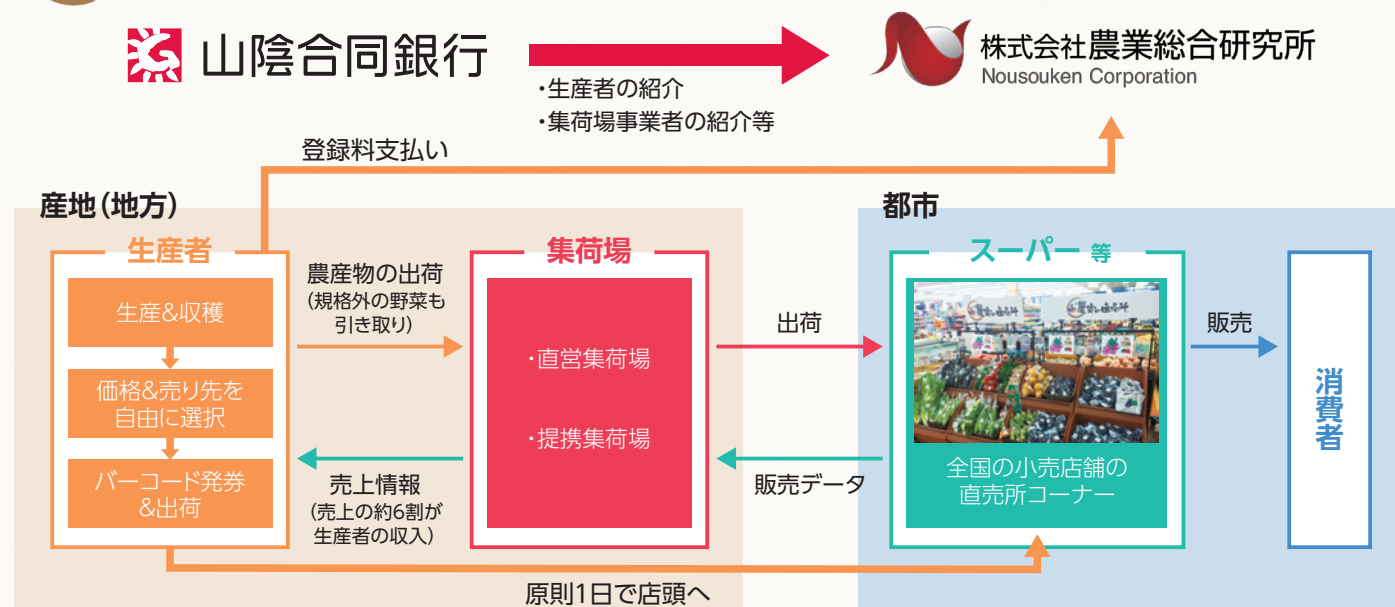 山陰合同銀行
・生産者の紹介
・集荷場事業者の紹介等
株式会社農業総合研究所
Nousouken Corporation
登録料支払い
産地(地方)
生産者
生産&収穫
価格&売り先を
自由に選択
バーコード発券
&出荷
農産物の出荷
(規格外の野菜も
引き取り)
売上情報
(売上の約6割が
生産者の収入)
集荷場
・直営集荷場
・提携集荷場
出荷
販売データ
都市
スーパー 等
全国の小売店舗の
直売所コーナー
販売
消費者
原則1日で店頭へ